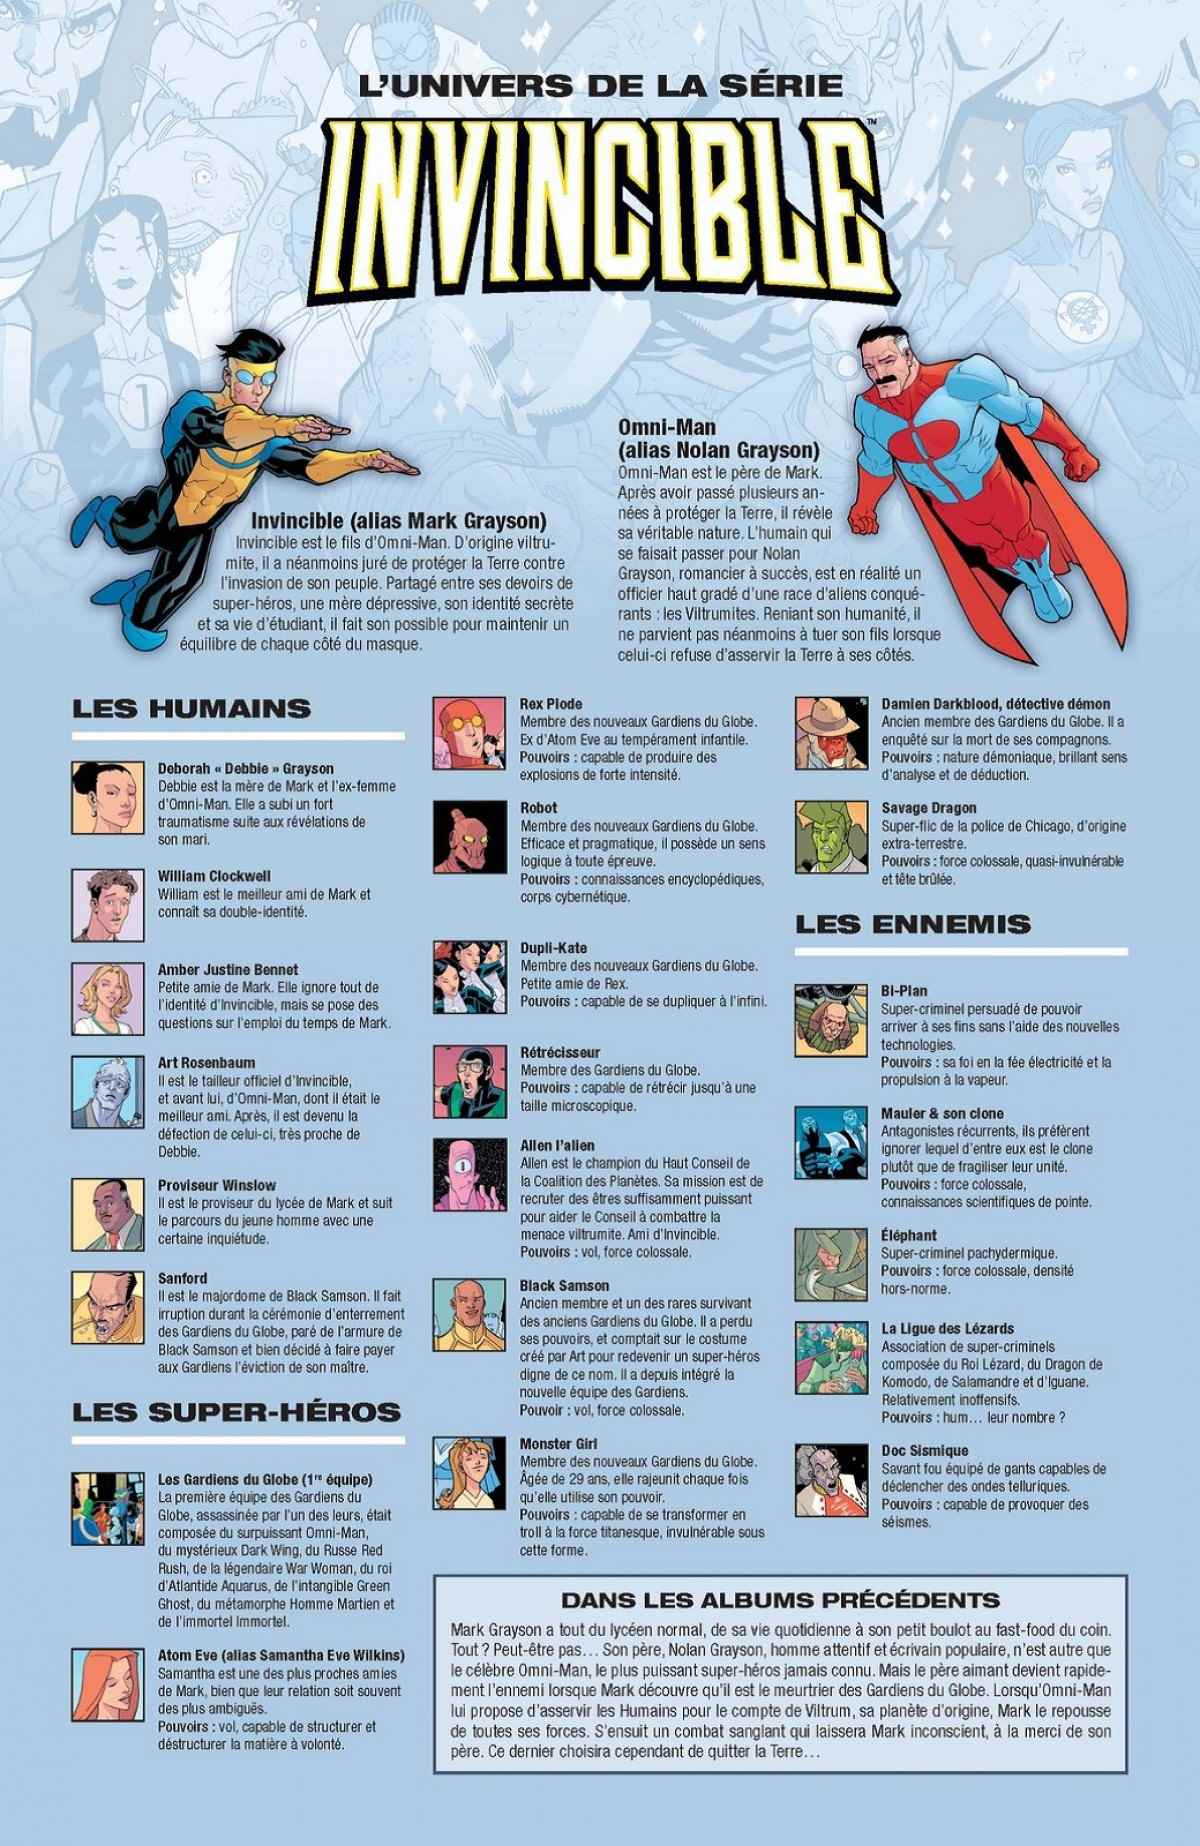 L'UNIVERS DE LA SÉRIE
INVINCIBLE™
Invincible (alias Mark Grayson)
Invincible est le fils d'Omni-Man. D'origine viltru-
mite, il a néanmoins juré de protéger la Terre contre
l'invasion de son peuple. Partagé entre ses devoirs de
super-héros, une mère dépressive, son identité secrète
et sa vie d'étudiant, il fait son possible pour maintenir un
équilibre de chaque côté du masque.
Omni-Man
(alias Nolan Grayson)
Omni-Man est le père de Mark.
Après avoir passé plusieurs an-
nées à protéger la Terre, il révèle
sa véritable nature. L'humain qui
se faisait passer pour Nolan
Grayson, romancier à succès, est en réalité un
officier haut gradé d'une race d'aliens conqué-
rants : les Viltrumites. Reniant son humanité, il
ne parvient pas néanmoins à tuer son fils lorsque
celui-ci refuse d'asservir la Terre à ses côtés.
LES HUMAINS
Deborah « Debbie » Grayson
Debbie est la mère de Mark et l'ex-femme
d'Omni-Man. Elle a subi un fort
traumatisme suite aux révélations de
son mari.
William Clockwell
William est le meilleur ami de Mark et
connaît sa double-identité.
Amber Justine Bennet
Petite amie de Mark. Elle ignore tout de
l'identité d'Invincible, mais se pose des
questions sur l'emploi du temps de Mark.
Art Rosenbaum
Il est le tailleur officiel d'Invincible,
et avant lui, d'Omni-Man, dont il était le
meilleur ami. Après, il est devenu la
défection de celui-ci, très proche de
Debbie.
Proviseur Winslow
Il est le proviseur du lycée de Mark et suit
le parcours du jeune homme avec une
certaine inquiétude.
Sanford
Il est le majordome de Black Samson. Il fait
irruption durant la cérémonie d'enterrement
des Gardiens du Globe, paré de l'armure de
Black Samson et bien décidé à faire payer
aux Gardiens l'éviction de son maître.
LES SUPER-HÉROS
Les Gardiens du Globe (1re équipe)
La première équipe des Gardiens du
Globe, assassinée par l'un des leurs, était
composée du surpuissant Omni-Man,
du mystérieux Dark Wing, du Russe Red
Rush, de la légendaire War Woman, du roi
d'Atlantide Aquarus, de l'intangible Green
Ghost, du métamorphe Homme Martien et
de l'immortel Immortel.
Atom Eve (alias Samantha Eve Wilkins)
Samantha est une des plus proches amies
de Mark, bien que leur relation soit souvent
des plus ambiguës.
Pouvoirs : vol, capable de structurer et
déstructurer la matière à volonté.
Rex Plode
Membre des nouveaux Gardiens du Globe.
Ex d'Atom Eve au tempérament infantile.
Pouvoirs : capable de produire des
explosions de forte intensité.
Robot
Membre des nouveaux Gardiens du Globe.
Efficace et pragmatique, il possède un sens
logique à toute épreuve.
Pouvoirs : connaissances encyclopédiques,
corps cybernétique.
Dupli-Kate
Membre des nouveaux Gardiens du Globe.
Petite amie de Rex.
Pouvoirs : capable de se dupliquer à l'infini.
Rétrécisseur
Membre des Gardiens du Globe.
Pouvoirs : capable de rétrécir jusqu'à une
taille microscopique.
Allen l'alien
Allen est le champion du Haut Conseil de
la Coalition des Planètes. Sa mission est de
recruter des êtres suffisamment puissant
pour aider le Conseil à combattre la
menace viltrumite. Ami d'Invincible.
Pouvoirs : vol, force colossale.
Black Samson
Ancien membre et un des rares survivant
des anciens Gardiens du Globe. Il a perdu
ses pouvoirs, et comptait sur le costume
créé par Art pour redevenir un super-héros
digne de ce nom. Il a depuis intégré la
nouvelle équipe des Gardiens.
Pouvoir : vol, force colossale.
Monster Girl
Membre des nouveaux Gardiens du Globe.
Âgée de 29 ans, elle rajeunit chaque fois
qu'elle utilise son pouvoir.
Pouvoirs : capable de se transformer en
troll à la force titanesque, invulnérable sous
cette forme.
Damien Darkblood, détective démon
Ancien membre des Gardiens du Globe. Il a
enquêté sur la mort de ses compagnons.
Pouvoirs : nature démoniaque, brillant sens
d'analyse et de déduction.
Savage Dragon
Super-flic de la police de Chicago, d'origine
extra-terrestre.
Pouvoirs : force colossale, quasi-invulnérable
et tête brûlée.
LES ENNEMIS
Bi-Plan
Super-criminel persuadé de pouvoir
arriver à ses fins sans l'aide des nouvelles
technologies.
Pouvoirs : sa foi en la fée électricité et la
propulsion à la vapeur.
Mauler & son clone
Antagonistes récurrents, ils préfèrent
ignorer lequel d'entre eux est le clone
plutôt que de fragiliser leur unité.
Pouvoirs : force colossale,
connaissances scientifiques de pointe.
Éléphant
Super-criminel pachydermique.
Pouvoirs : force colossale, densité
hors-norme.
La Ligue des Lézards
Association de super-criminels
composée du Roi Lézard, du Dragon de
Komodo, de Salamandre et d'Iguane.
Relativement inoffensifs.
Pouvoirs : hum... leur nombre ?
Doc Sismique
Savant fou équipé de gants capables de
déclencher des ondes telluriques.
Pouvoirs : capable de provoquer des
séismes.
DANS LES ALBUMS PRÉCÉDENTS
Mark Grayson a tout du lycéen normal, de sa vie quotidienne à son petit boulot au fast-food du coin.
Tout ? Peut-être pas... Son père, Nolan Grayson, homme attentif et écrivain populaire, n'est autre que
le célèbre Omni-Man, le plus puissant super-héros jamais connu. Mais le père aimant devient rapide-
ment l'ennemi lorsque Mark découvre qu'il est le meurtrier des Gardiens du Globe. Lorsqu'Omni-Man
lui propose d'asservir les Humains pour le compte de Viltrum, sa planète d'origine, Mark le repousse
de toutes ses forces. S'ensuit un combat sanglant qui laissera Mark inconscient, à la merci de son
père. Ce dernier choisira cependant de quitter la Terre...